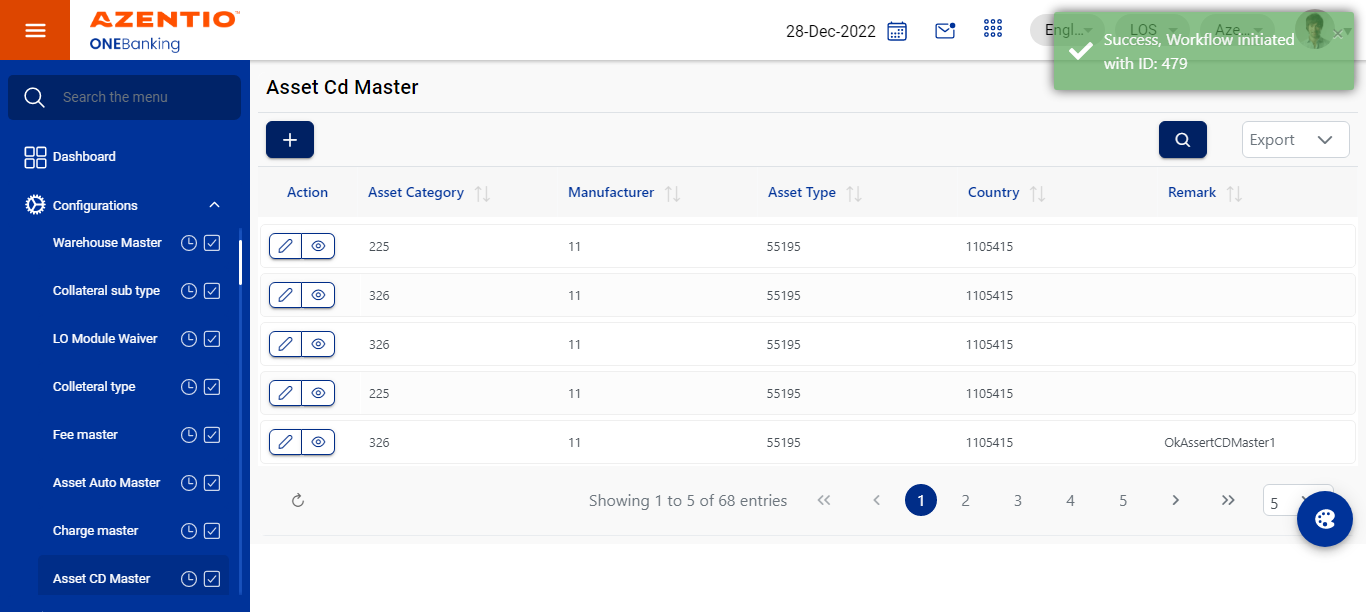 AZENTIO™
ONEBanking
28-Dec-2022
Engl...
LOS
Aze...
Success, Workflow initiated
with ID: 479
Search the menu
Dashboard
Configurations
Warehouse Master
Collateral sub type
LO Module Waiver
Colleteral type
Fee master
Asset Auto Master
Charge master
Asset CD Master
Asset Cd Master
Export
Action Asset Category Manufacturer Asset Type Country Remark
225 11 55195 1105415
326 11 55195 1105415
326 11 55195 1105415
225 11 55195 1105415
326 11 55195 1105415 OkAssertCDMaster1
Showing 1 to 5 of 68 entries « ‹ 1 2 3 4 5 › » 5